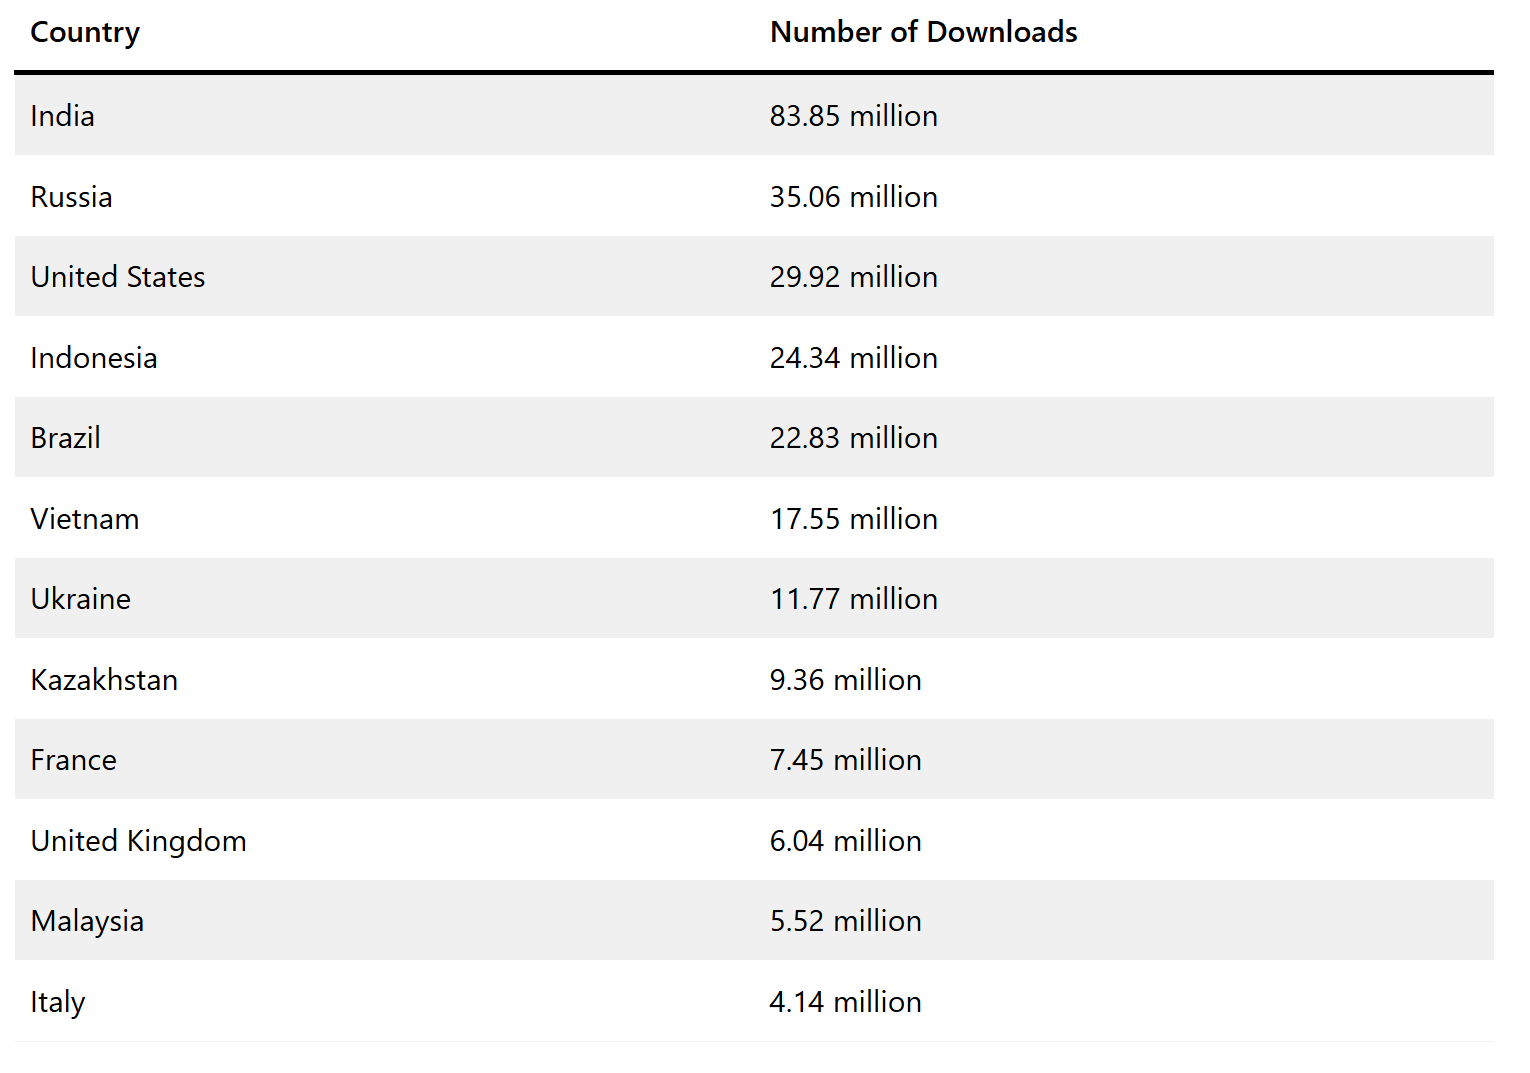 Country Number of Downloads
India 83.85 million
Russia 35.06 million
United States 29.92 million
Indonesia 24.34 million
Brazil 22.83 million
Vietnam 17.55 million
Ukraine 11.77 million
Kazakhstan 9.36 million
France 7.45 million
United Kingdom 6.04 million
Malaysia 5.52 million
Italy 4.14 million